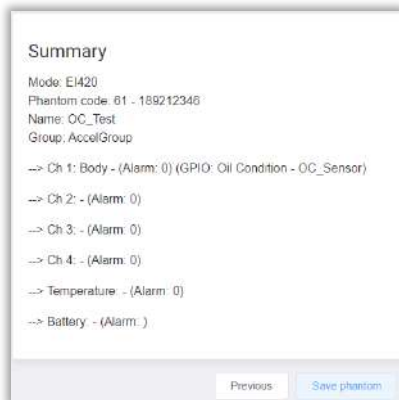 Summary
Mode: EI420
Phantom code: 61 - 189212346
Name: OC_Test
Group: AccelGroup
--> Ch 1: Body - (Alarm: 0) (GPIO: Oil Condition - OC_Sensor)
--> Ch 2: - (Alarm: 0)
--> Ch 3: - (Alarm: 0)
--> Ch 4: - (Alarm: 0)
--> Temperature: - (Alarm: 0)
--> Battery: - (Alarm: )
Previous Save phantom